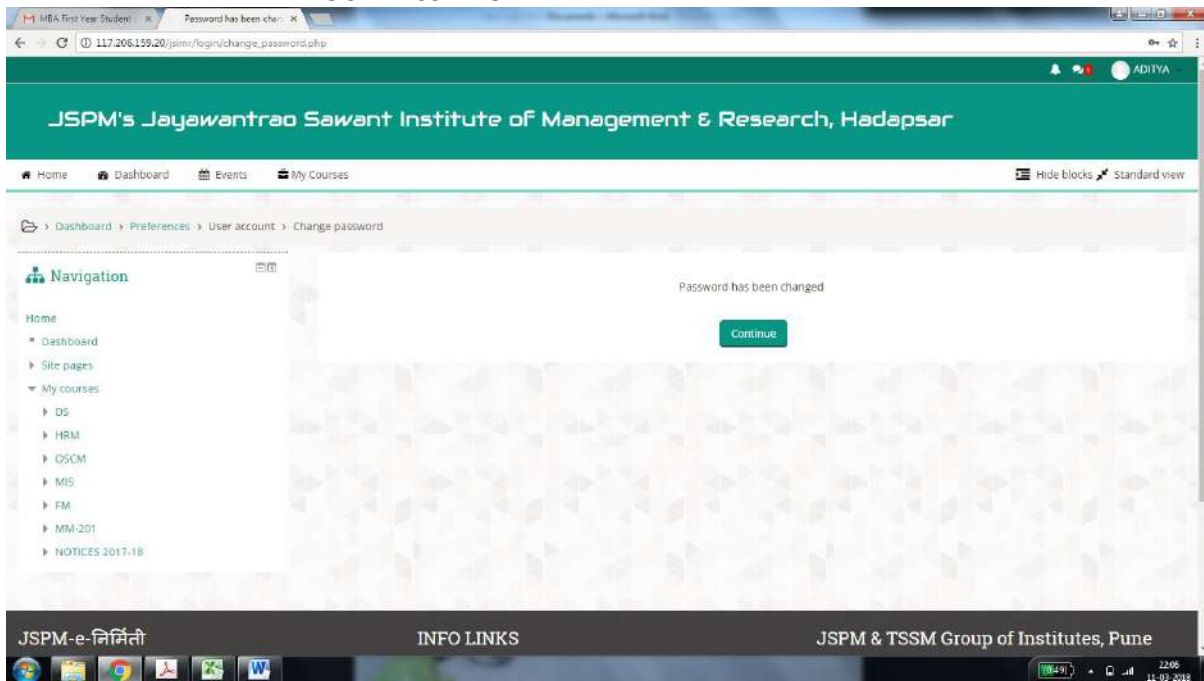 MBA First Year Student
Password has been chan
117.206.159.20/jsimr/login/change_password.php
ADITYA
JSPM's Jayawantrao Sawant Institute of Management & Research, Hadapsar
Home Dashboard Events My Courses Hide blocks Standard view
Dashboard › Preferences › User account › Change password
Navigation
Password has been changed
Continue
Home
Dashboard
Site pages
My courses
DS
HRM
OSCM
MIS
FM
MM-201
NOTICES 2017-18
JSPM-e-निर्मिती INFO LINKS JSPM & TSSM Group of Institutes, Pune
22:06
11-03-2018